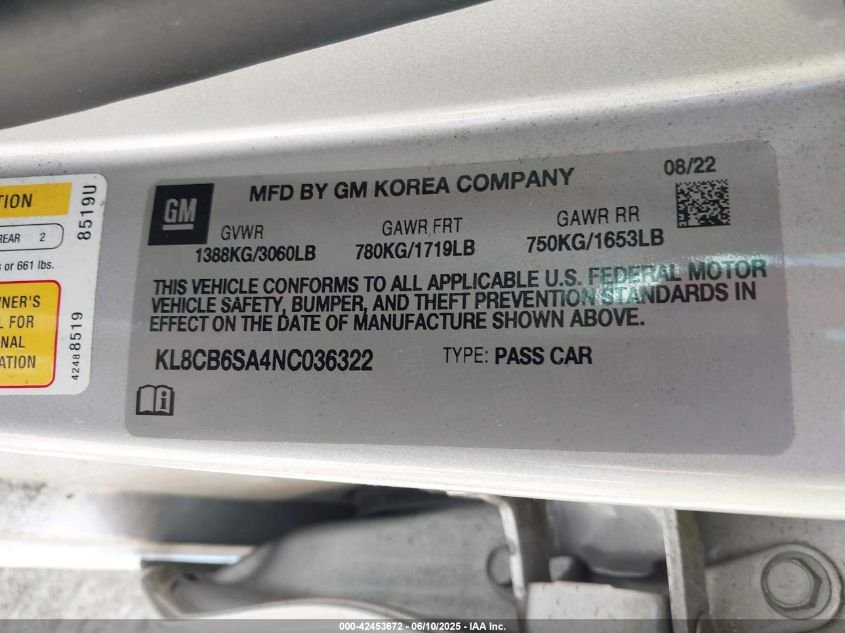 TION
REAR 2
s or 661 lbs.
8519U
NER'S
L FOR
NAL
ATION
42488519
GM
MFD BY GM KOREA COMPANY
08/22
GVWR
1388KG/3060LB
GAWR FRT
780KG/1719LB
GAWR RR
750KG/1653LB
THIS VEHICLE CONFORMS TO ALL APPLICABLE U.S. FEDERAL MOTOR
VEHICLE SAFETY, BUMPER, AND THEFT PREVENTION STANDARDS IN
EFFECT ON THE DATE OF MANUFACTURE SHOWN ABOVE.
KL8CB6SA4NC036322
TYPE: PASS CAR
i
000-42453672 - 06/10/2025 - IAA Inc.